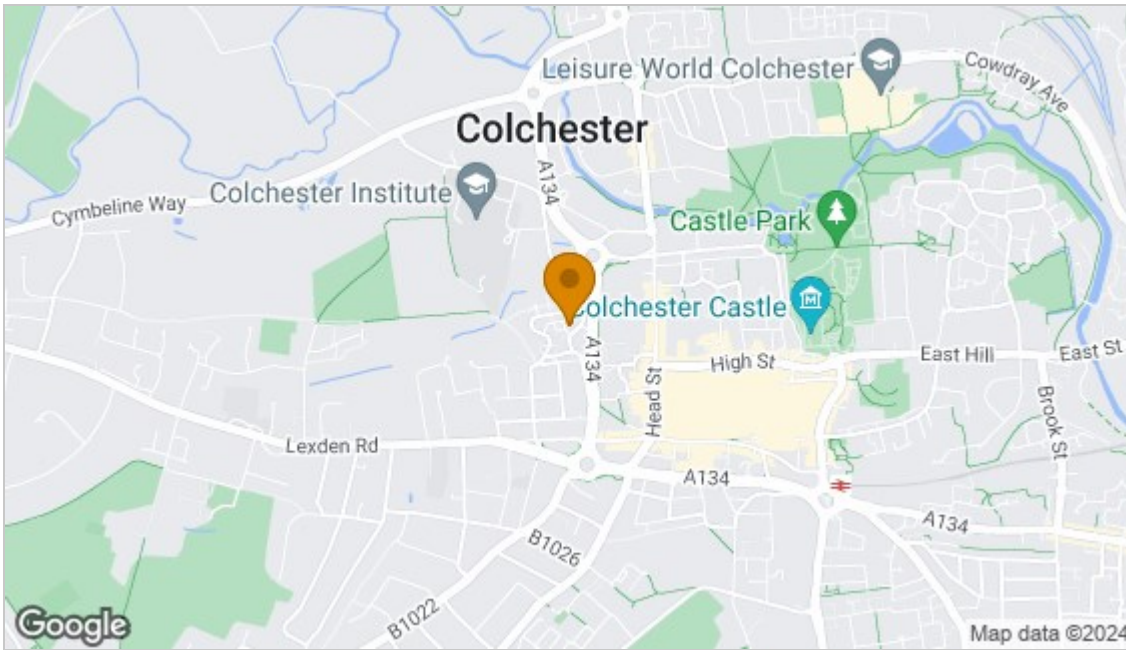 Leisure World Colchester
Cowdray Ave
Colchester
A134
Colchester Institute
Cymbeline Way
Castle Park
Colchester Castle
A134
High St
East Hill
East St
Head St
Brook St
Lexden Rd
A134
A134
B1026
B1022
Google
Map data ©2024